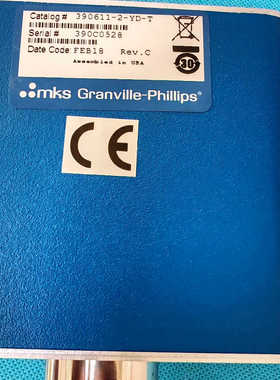 Catalog # 390611-2-YD-T
Serial # 390C0528
Date Code: FEB18 Rev.C
Assembled in USA
mks Granville-Phillips®
CE